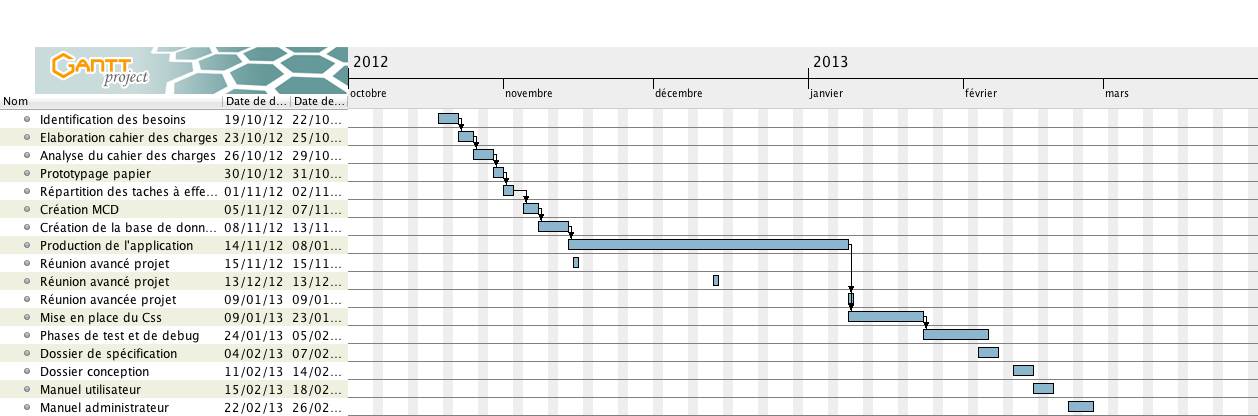 2012 2013
GANTT project
octobre novembre décembre janvier février mars
Nom Date de d... Date de...
Identification des besoins 19/10/12 22/10...
Elaboration cahier des charges 23/10/12 25/10...
Analyse du cahier des charges 26/10/12 29/10...
Prototypage papier 30/10/12 31/10...
Répartition des taches à effe... 01/11/12 02/11...
Création MCD 05/11/12 07/11...
Création de la base de donn... 08/11/12 13/11...
Production de l'application 14/11/12 08/01...
Réunion avancé projet 15/11/12 15/11...
Réunion avancé projet 13/12/12 13/12...
Réunion avancée projet 09/01/13 09/01...
Mise en place du Css 09/01/13 23/01...
Phases de test et de debug 24/01/13 05/02...
Dossier de spécification 04/02/13 07/02...
Dossier conception 11/02/13 14/02...
Manuel utilisateur 15/02/13 18/02...
Manuel administrateur 22/02/13 26/02...